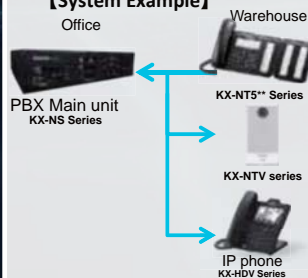 【System Example】
Office
Warehouse
PBX Main unit
KX-NS Series
KX-NT5** Series
KX-NTV series
IP phone
KX-HDV Series